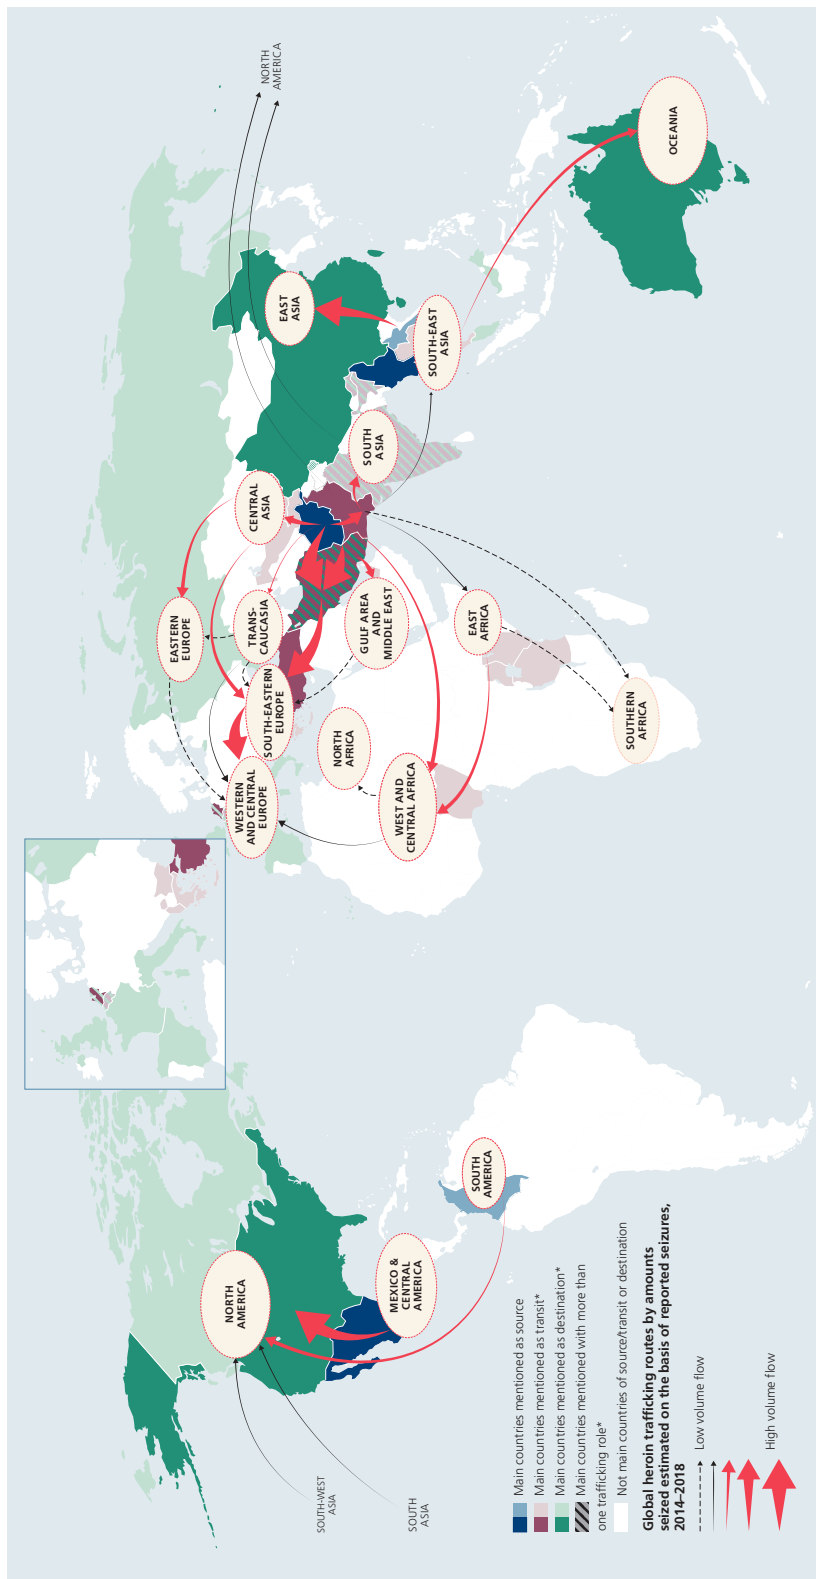 NORTH
AMERICA
OCEANIA
EAST
ASIA
SOUTH-EAST
ASIA
SOUTH
ASIA
CENTRAL
ASIA
EASTERN
EUROPE
TRANS-
CAUCASIA
GULF AREA
AND
MIDDLE EAST
EAST
AFRICA
SOUTH-EASTERN
EUROPE
SOUTHERN
AFRICA
NORTH
AFRICA
WESTERN
AND CENTRAL
EUROPE
WEST AND
CENTRAL AFRICA
SOUTH
AMERICA
MEXICO &
CENTRAL
AMERICA
NORTH
AMERICA
SOUTH-WEST
ASIA
SOUTH
ASIA
Main countries mentioned as source
Main countries mentioned as transit*
Main countries mentioned as destination*
Main countries mentioned with more than
one trafficking role*
Not main countries of source/transit or destination
Global heroin trafficking routes by amounts
seized estimated on the basis of reported seizures,
2014–2018
Low volume flow
High volume flow